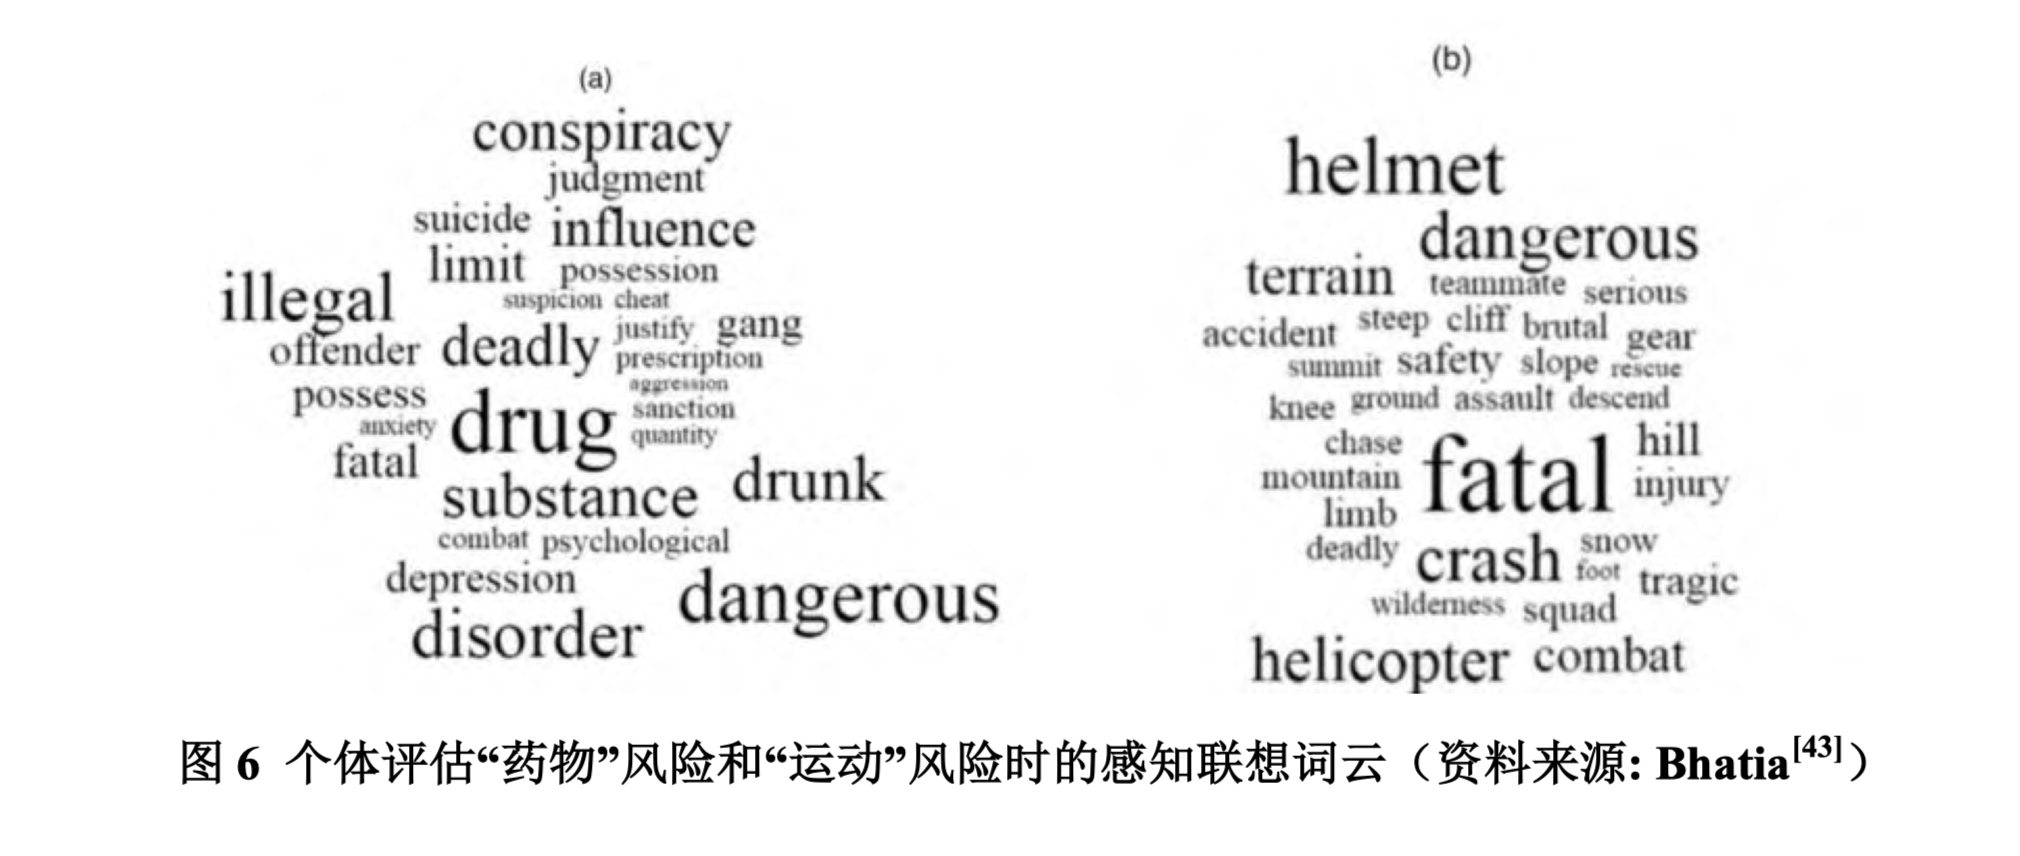 (a)
conspiracy
judgment
suicide influence
limit possession
illegal suspicion cheat
justify gang
offender deadly prescription
aggression
possess sanction
anxiety drug quantity
fatal
substance drunk
combat psychological
depression
dangerous
disorder
(b)
helmet
dangerous
terrain teammate serious
accident steep cliff brutal gear
summit safety slope rescue
knee ground assault descend
chase fatal hill
mountain injury
limb
deadly crash snow
foot tragic
wilderness squad
helicopter combat
图 6 个体评估“药物”风险和“运动”风险时的感知联想词云（资料来源: Bhatia[43]）